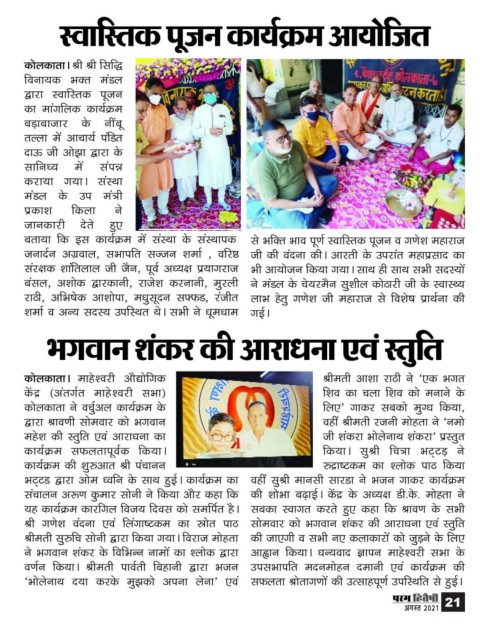 स्वास्तिक पूजन कार्यक्रम आयोजित
कोलकाता। श्री श्री सिद्धि
विनायक भक्त मंडल
द्वारा स्वास्तिक पूजन
का मांगलिक कार्यक्रम
बड़ाबाजार के नींबू
तल्ला में आचार्य पंडित
दाऊ जी ओझा द्वारा के
सानिध्य में संपन्न
कराया गया। संस्था
मंडल के उप मंत्री
प्रकाश किला ने
जानकारी देते हुए
बताया कि इस कार्यक्रम में संस्था के संस्थापक
जनार्दन अग्रवाल, सभापति सज्जन शर्मा , वरिष्ठ
संरक्षक शांतिलाल जी जैन, पूर्व अध्यक्ष प्रयागराज
बंसल, अशोक द्वारकानी, राजेश करनानी, मुरली
राठी, अभिषेक आशोपा, मधुसूदन सफ्फड, रंजीत
शर्मा व अन्य सदस्य उपस्थित थे। सभी ने धूमधाम
से भक्ति भाव पूर्ण स्वास्तिक पूजन व गणेश महाराज
जी की वंदना की। आरती के उपरांत महाप्रसाद का
भी आयोजन किया गया। साथ ही साथ सभी सदस्यों
ने मंडल के चेयरमैन सुशील कोठारी जी के स्वास्थ्य
लाभ हेतु गणेश जी महाराज से विशेष प्रार्थना की
गई।
भगवान शंकर की आराधना एवं स्तुति
कोलकाता। माहेश्वरी औद्योगिक
केंद्र (अंतर्गत माहेश्वरी सभा)
कोलकाता ने वर्चुअल कार्यक्रम के
द्वारा श्रावणी सोमवार को भगवान
महेश की स्तुति एवं आराधना का
कार्यक्रम सफलतापूर्वक किया।
कार्यक्रम की शुरुआत श्री पंचानन
भट्टड द्वारा ओम ध्वनि के साथ हुई। कार्यक्रम का
संचालन अरूण कुमार सोनी ने किया और कहा कि
यह कार्यक्रम कारगिल विजय दिवस को समर्पित है।
श्री गणेश वंदना एवं लिंगाष्टकम का स्रोत पाठ
श्रीमती सुरुचि सोनी द्वारा किया गया। विराज मोहता
ने भगवान शंकर के विभिन्न नामों का श्लोक द्वारा
वर्णन किया। श्रीमती पार्वती बिहानी द्वारा भजन
'भोलेनाथ दया करके मुझको अपना लेना' एवं
श्रीमती आशा राठी ने 'एक भगत
शिव का चला शिव को मनाने के
लिए' गाकर सबको मुग्ध किया,
वहीं श्रीमती रजनी मोहता ने 'नमो
जी शंकरा भोलेनाथ शंकरा' प्रस्तुत
किया। सुश्री चित्रा भट्टड़ ने
रुद्राष्टकम का श्लोक पाठ किया
वहीं सुश्री मानसी सारडा ने भजन गाकर कार्यक्रम
की शोभा बढ़ाई। केंद्र के अध्यक्ष डी.के. मोहता ने
सबका स्वागत करते हुए कहा कि श्रावण के सभी
सोमवार को भगवान शंकर की आराधना एवं स्तुति
की जाएगी व सभी नए कलाकारों को जुड़ने के लिए
आह्वान किया। धन्यवाद ज्ञापन माहेश्वरी सभा के
उपसभापति मदनमोहन दमानी एवं कार्यक्रम की
सफलता श्रोतागणों की उत्साहपूर्ण उपस्थिति से हुई।
परम हितैषी
अगस्त 2021 21